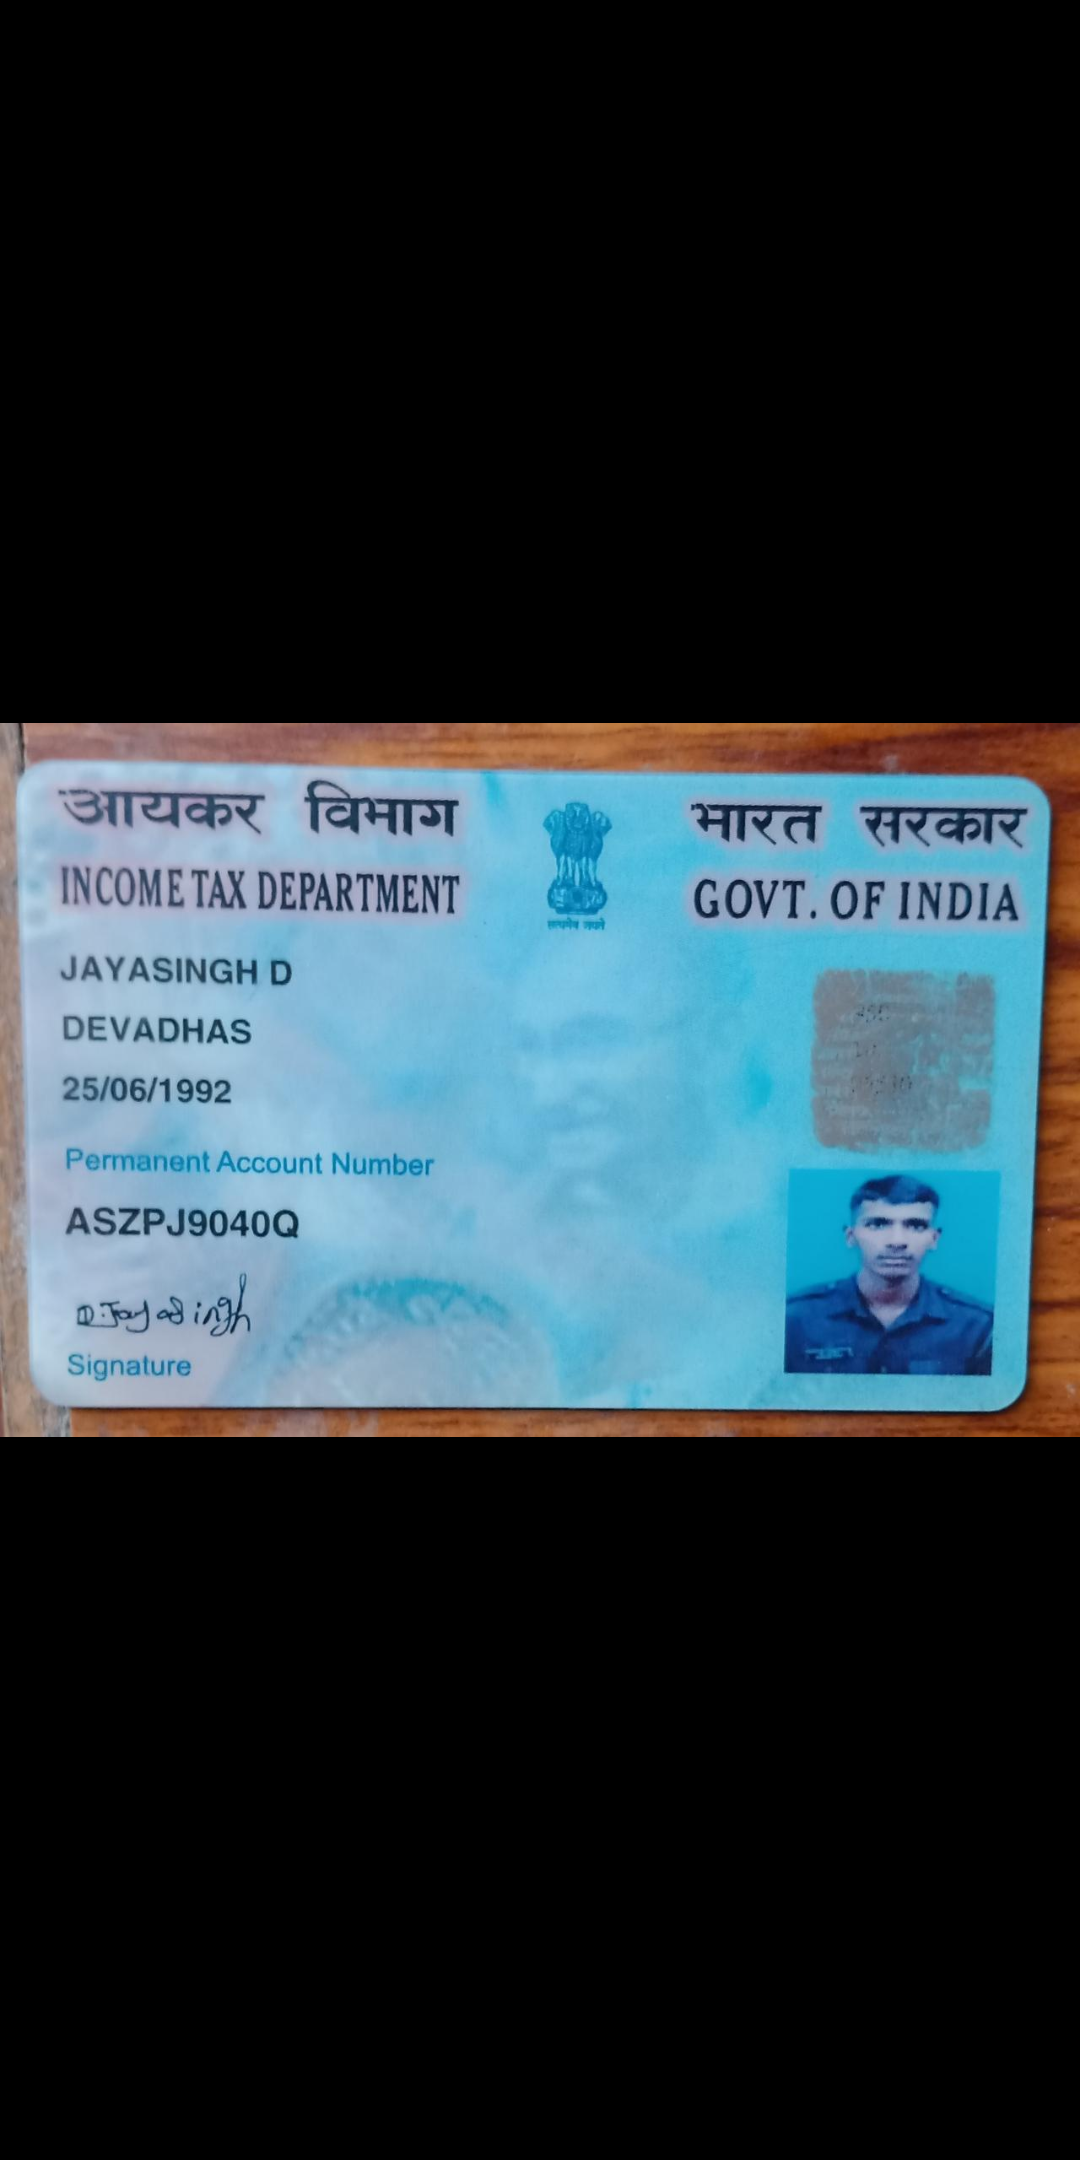 आयकर विभाग
INCOME TAX DEPARTMENT
भारत सरकार
GOVT. OF INDIA
सत्यमेव जयते
JAYASINGH D
DEVADHAS
25/06/1992
Permanent Account Number
ASZPJ9040Q
D.Jayasingh
Signature